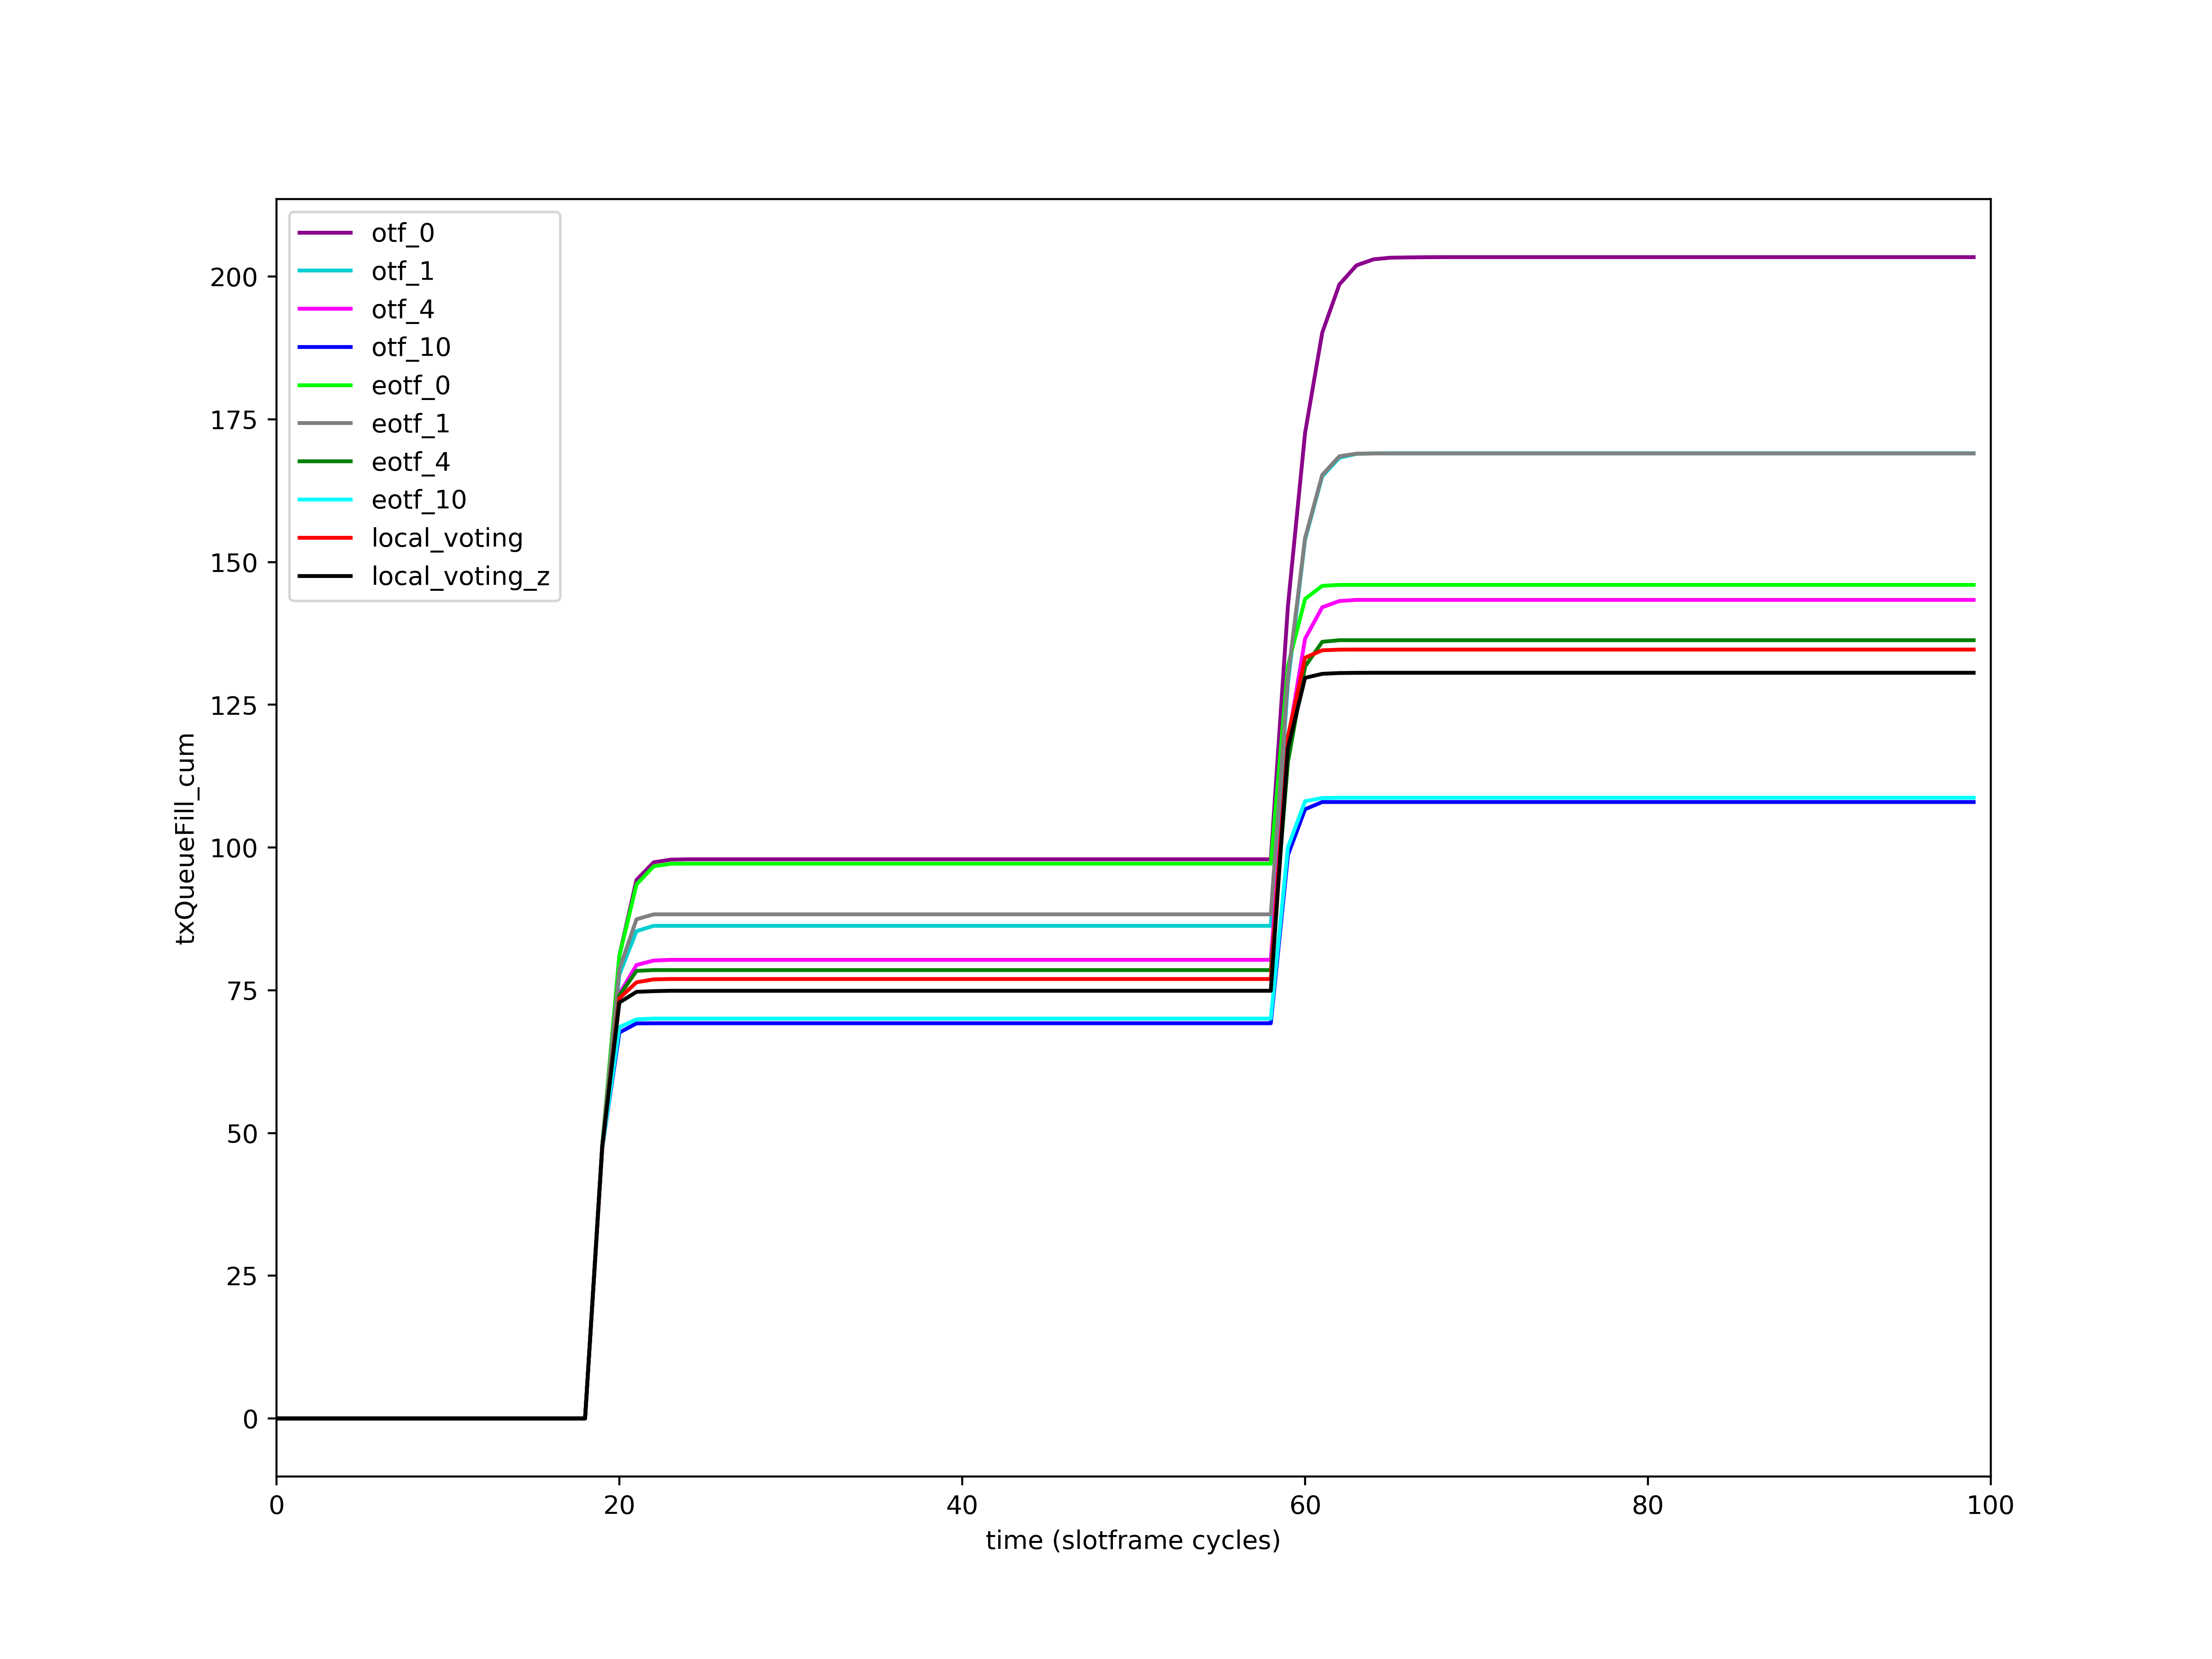 otf_0
otf_1
otf_4
otf_10
eotf_0
eotf_1
eotf_4
eotf_10
local_voting
local_voting_z
200
175
150
125
100
75
50
25
0
txQueueFill_cum
0 20 40 60 80 100
time (slotframe cycles)